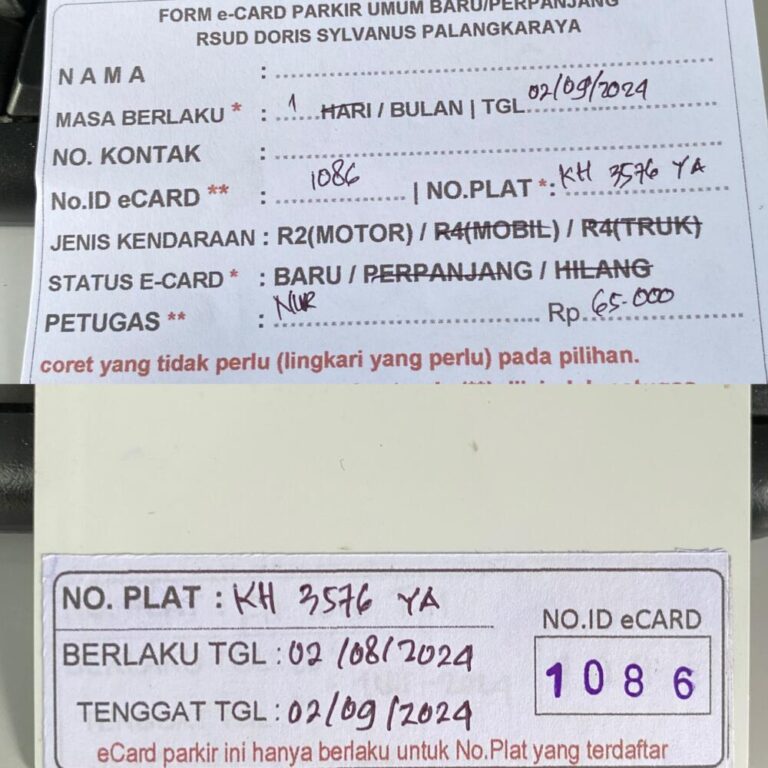 FORM e-CARD PARKIR UMUM BARU/PERPANJANG
RSUD DORIS SYLVANUS PALANGKARAYA
NAMA :
MASA BERLAKU * : 1 HARI / BULAN | TGL. 02/09/2024
NO. KONTAK :
No.ID eCARD ** : 1086 | NO.PLAT *: KH 3576 YA
JENIS KENDARAAN : R2(MOTOR) / R4(MOBIL) / R4(TRUK)
STATUS E-CARD * : BARU / PERPANJANG / HILANG
PETUGAS ** : NUR Rp. 65.000
coret yang tidak perlu (lingkari yang perlu) pada pilihan.
NO. PLAT : KH 3576 YA
NO.ID eCARD
BERLAKU TGL : 02/08/2024
1086
TENGGAT TGL : 02/09/2024
eCard parkir ini hanya berlaku untuk No.Plat yang terdaftar